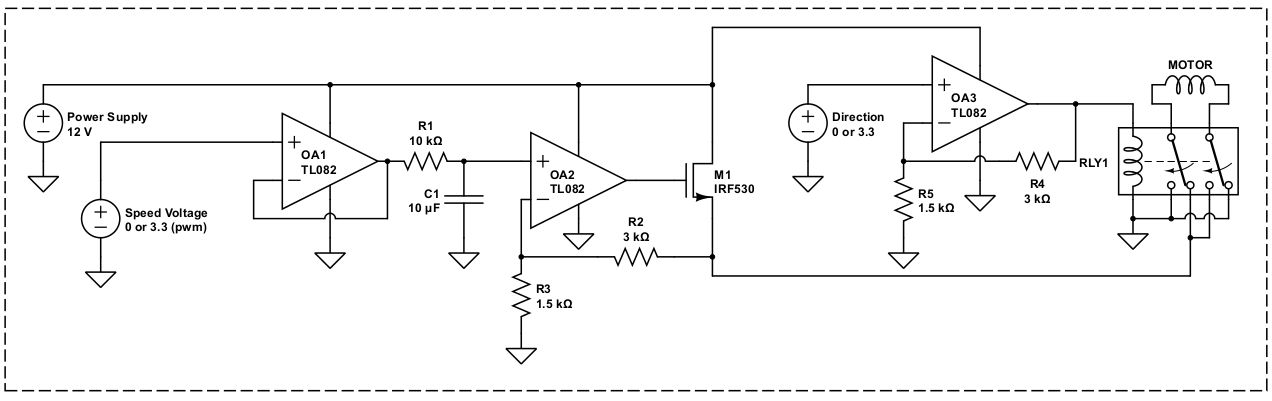 Power Supply
12 V
Speed Voltage
0 or 3.3 (pwm)
+
−
OA1
TL082
R1
10 kΩ
C1
10 µF
+
−
OA2
TL082
R2
3 kΩ
R3
1.5 kΩ
M1
IRF530
Direction
0 or 3.3
+
−
OA3
TL082
R5
1.5 kΩ
R4
3 kΩ
RLY1
MOTOR